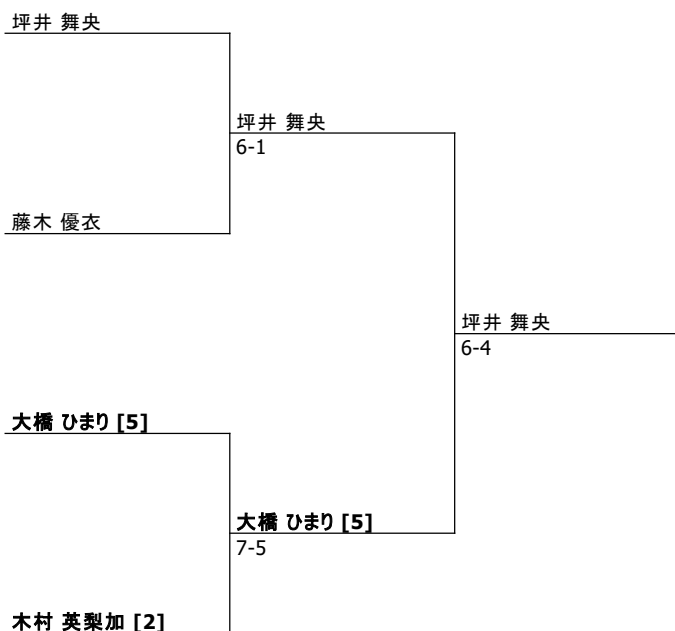 坪井 舞央
坪井 舞央
6-1
藤木 優衣
坪井 舞央
6-4
大橋 ひまり [5]
大橋 ひまり [5]
7-5
木村 英梨加 [2]